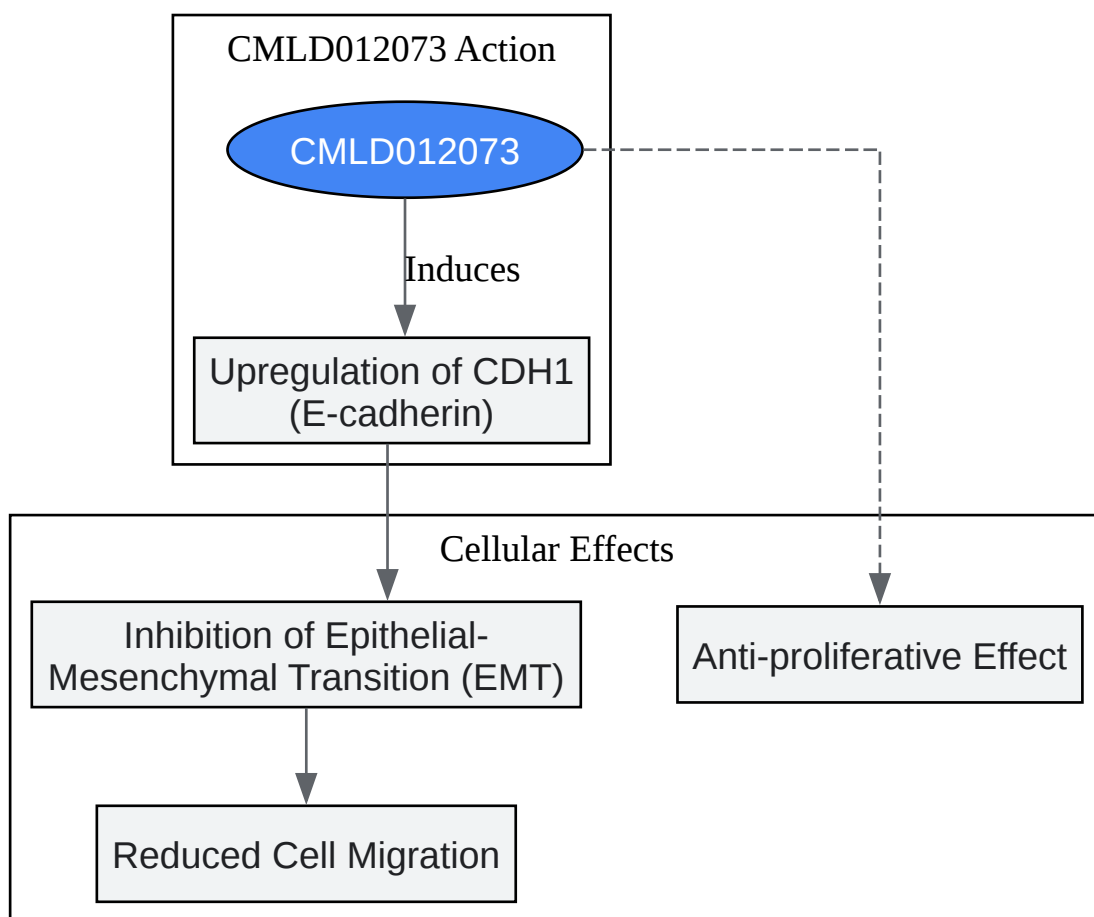 CMLD012073 Action
CMLD012073
Induces
Upregulation of CDH1
(E-cadherin)
Cellular Effects
Inhibition of Epithelial-
Mesenchymal Transition (EMT)
Anti-proliferative Effect
Reduced Cell Migration